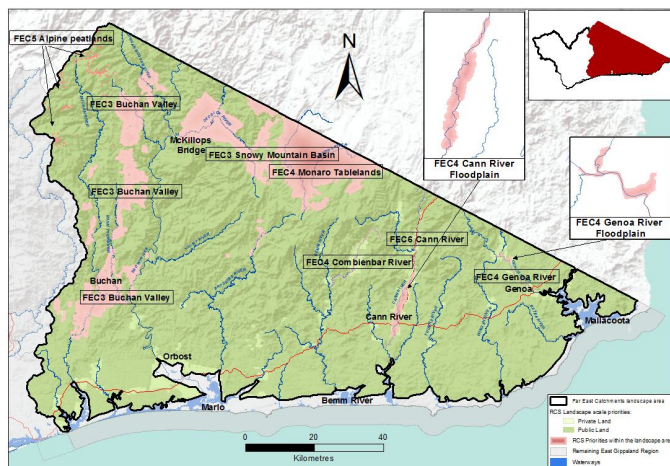 FEC5 Alpine peatlands
N
FEC3 Buchan Valley
McKillops
Bridge
FEC3 Snowy Mountain Basin
FEC4 Monaro Tablelands
FEC4 Cann River
Floodplain
FEC4 Genoa River
Floodplain
FEC3 Buchan Valley
FEC4 Combienbar River
FEC4 Genoa River
Genoa
Buchan
FEC3 Buchan Valley
Cann River
Mallacoota
Orbost
Marlo
Bemm River
0
20
40
Kilometres
Far East Catchments landscape area
RCS Landscape scale priorities:
Private Land
Public Land
RCS Priorities within the landscape area
Remaining East Gippsland Region
Waterways